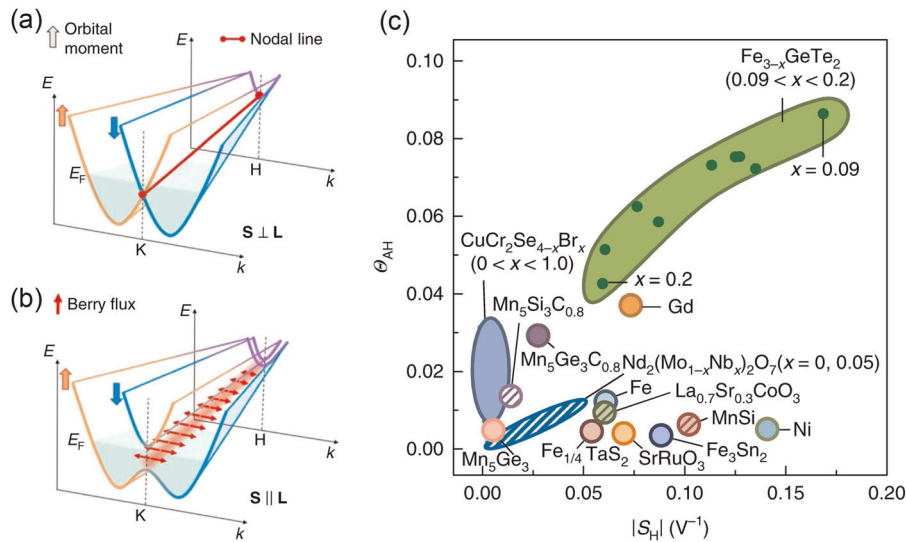 (a)
Orbital moment
Nodal line
E
E
E_F
H
k
K
S ⊥ L
k
(b)
Berry flux
E
E
E_F
H
k
K
S || L
k
(c)
Θ_AH
0.10
0.08
0.06
0.04
0.02
0.00
Fe_{3−x}GeTe_2
(0.09 < x < 0.2)
x = 0.09
CuCr_2Se_{4−x}Br_x
(0 < x < 1.0)
x = 0.2
Mn_5Si_3C_{0.8}
Gd
Mn_5Ge_3C_{0.8}
Nd_2(Mo_{1−x}Nb_x)_2O_7(x = 0, 0.05)
Fe
La_{0.7}Sr_{0.3}CoO_3
MnSi
Ni
Mn_5Ge_3
Fe_{1/4}TaS_2
SrRuO_3
Fe_3Sn_2
0.00
0.05
0.10
0.15
0.20
|S_H| (V^{−1})